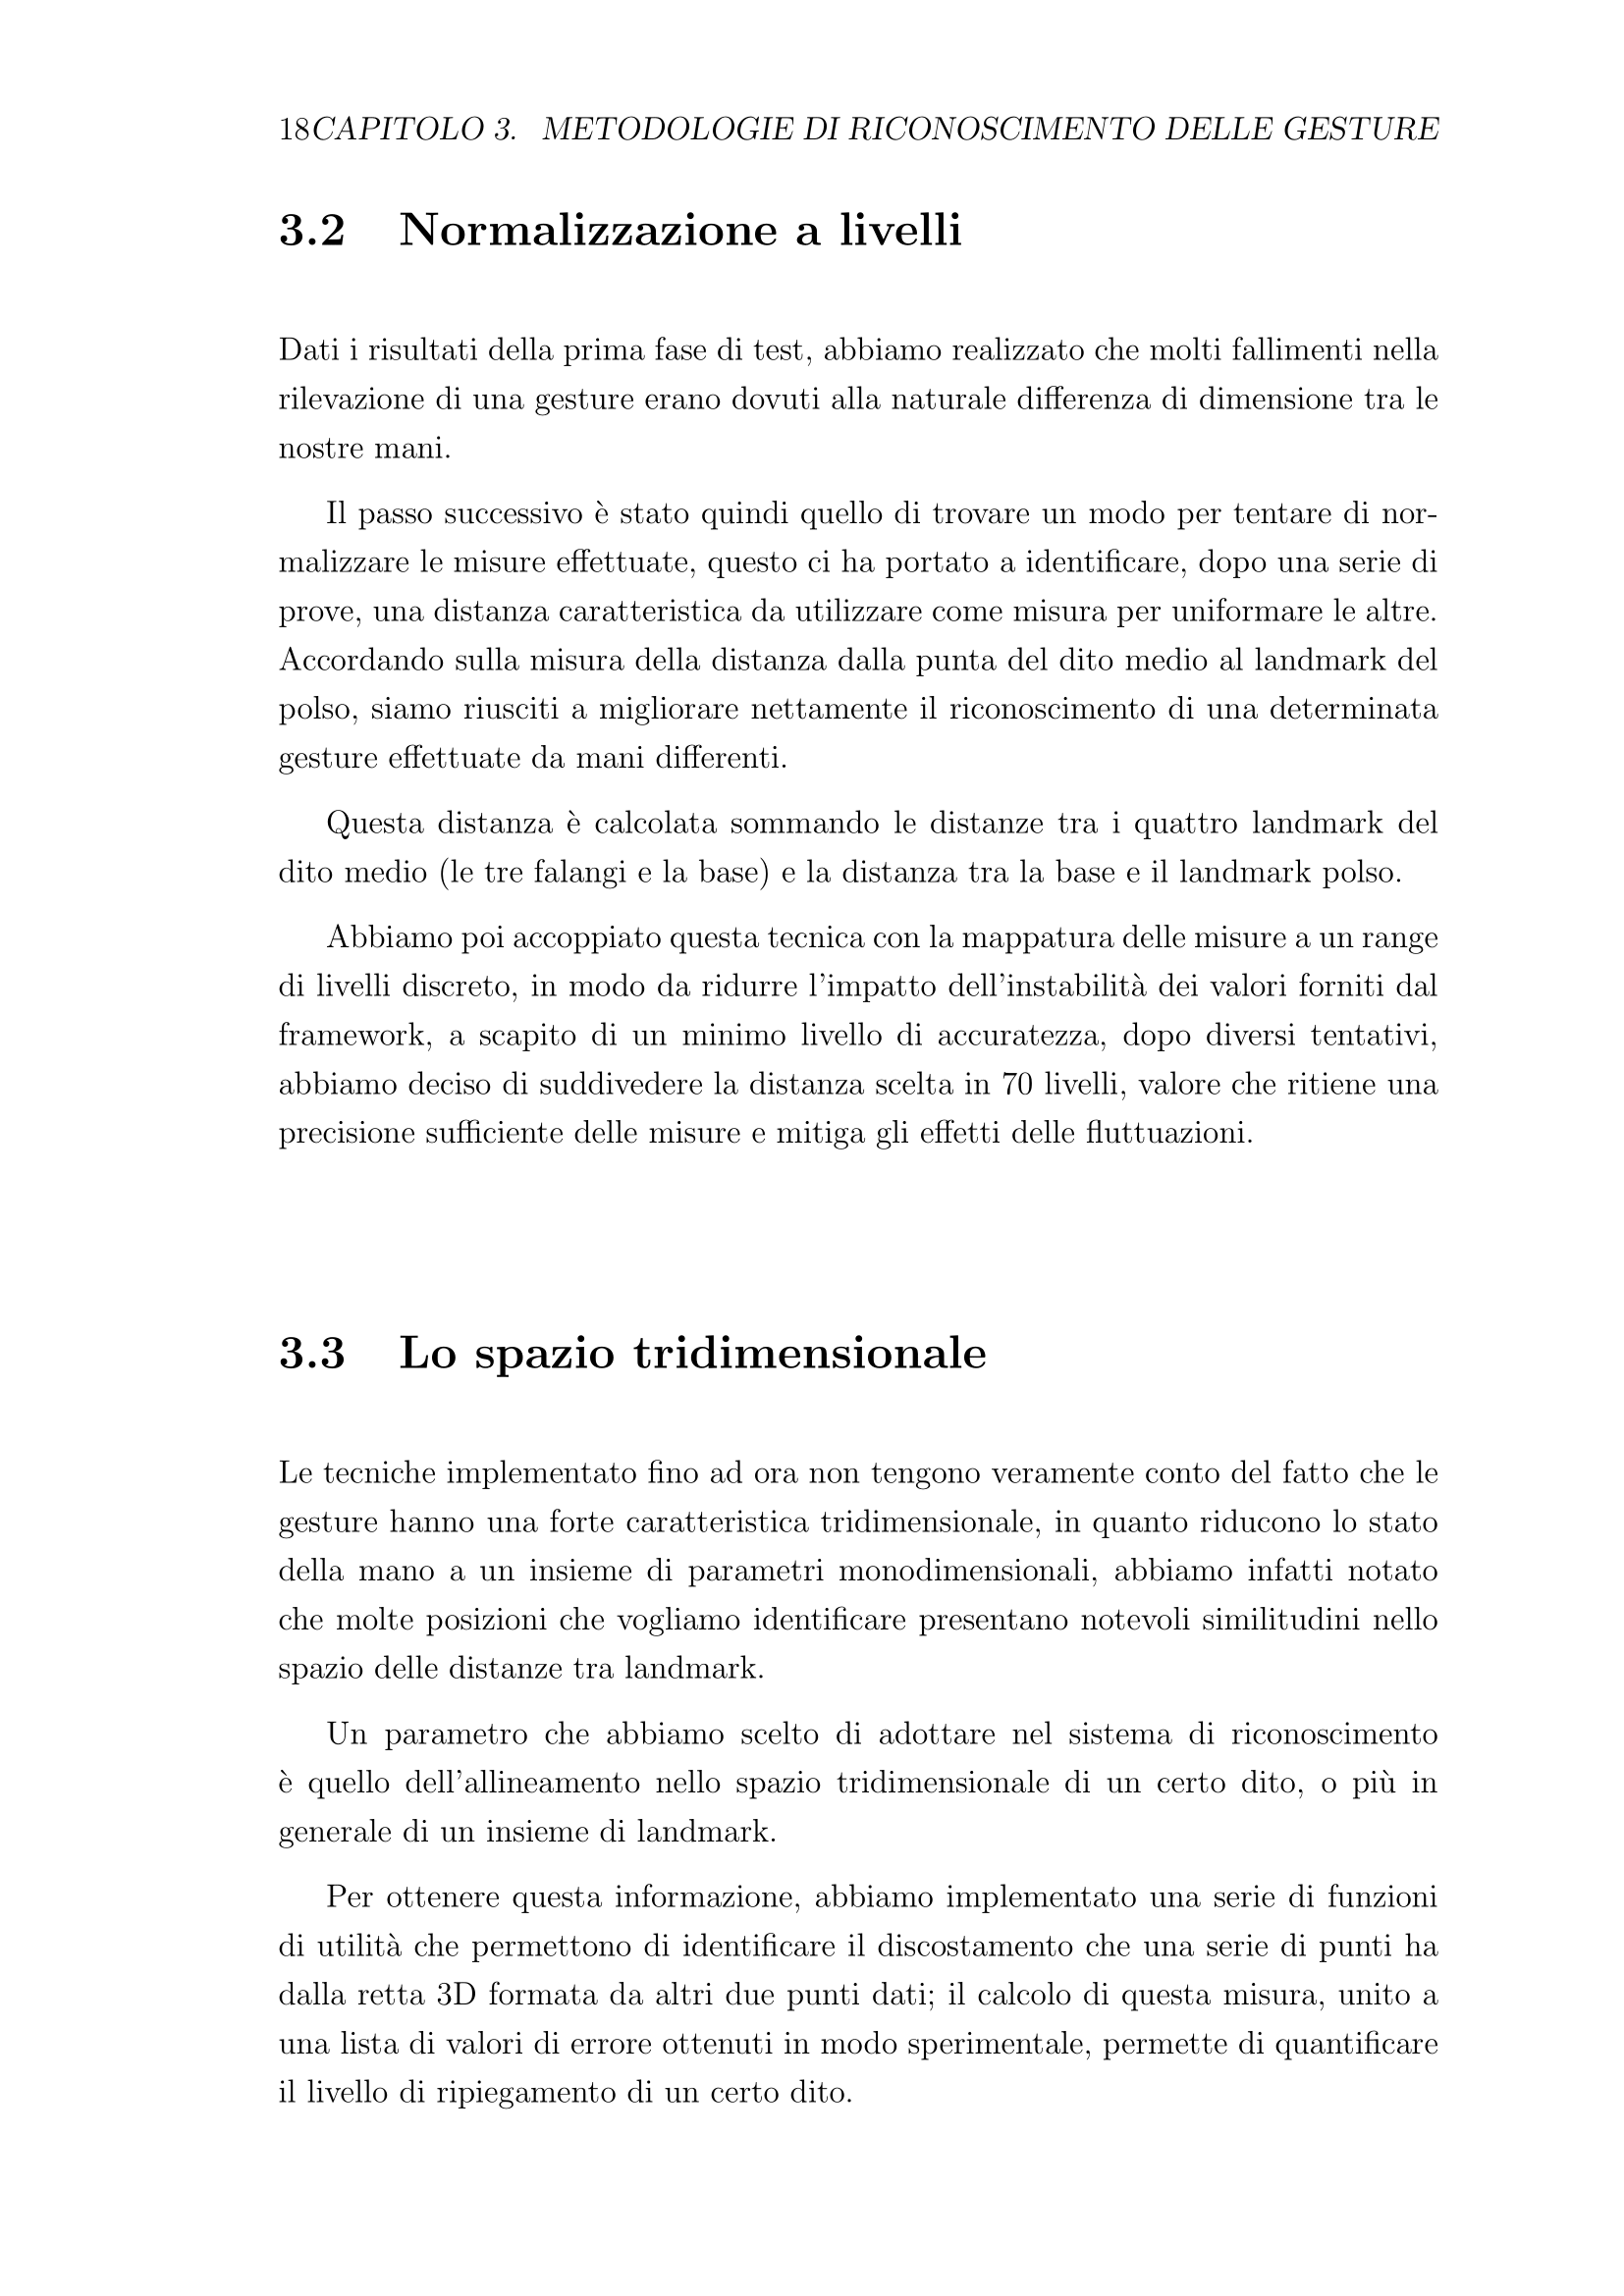 18CAPITOLO 3. METODOLOGIE DI RICONOSCIMENTO DELLE GESTURE
3.2 Normalizzazione a livelli
Dati i risultati della prima fase di test, abbiamo realizzato che molti fallimenti nella
rilevazione di una gesture erano dovuti alla naturale differenza di dimensione tra le
nostre mani.
Il passo successivo è stato quindi quello di trovare un modo per tentare di nor-
malizzare le misure effettuate, questo ci ha portato a identificare, dopo una serie di
prove, una distanza caratteristica da utilizzare come misura per uniformare le altre.
Accordando sulla misura della distanza dalla punta del dito medio al landmark del
polso, siamo riusciti a migliorare nettamente il riconoscimento di una determinata
gesture effettuate da mani differenti.
Questa distanza è calcolata sommando le distanze tra i quattro landmark del
dito medio (le tre falangi e la base) e la distanza tra la base e il landmark polso.
Abbiamo poi accoppiato questa tecnica con la mappatura delle misure a un range
di livelli discreto, in modo da ridurre l'impatto dell'instabilità dei valori forniti dal
framework, a scapito di un minimo livello di accuratezza, dopo diversi tentativi,
abbiamo deciso di suddivedere la distanza scelta in 70 livelli, valore che ritiene una
precisione sufficiente delle misure e mitiga gli effetti delle fluttuazioni.
3.3 Lo spazio tridimensionale
Le tecniche implementato fino ad ora non tengono veramente conto del fatto che le
gesture hanno una forte caratteristica tridimensionale, in quanto riducono lo stato
della mano a un insieme di parametri monodimensionali, abbiamo infatti notato
che molte posizioni che vogliamo identificare presentano notevoli similitudini nello
spazio delle distanze tra landmark.
Un parametro che abbiamo scelto di adottare nel sistema di riconoscimento
è quello dell'allineamento nello spazio tridimensionale di un certo dito, o più in
generale di un insieme di landmark.
Per ottenere questa informazione, abbiamo implementato una serie di funzioni
di utilità che permettono di identificare il discostamento che una serie di punti ha
dalla retta 3D formata da altri due punti dati; il calcolo di questa misura, unito a
una lista di valori di errore ottenuti in modo sperimentale, permette di quantificare
il livello di ripiegamento di un certo dito.